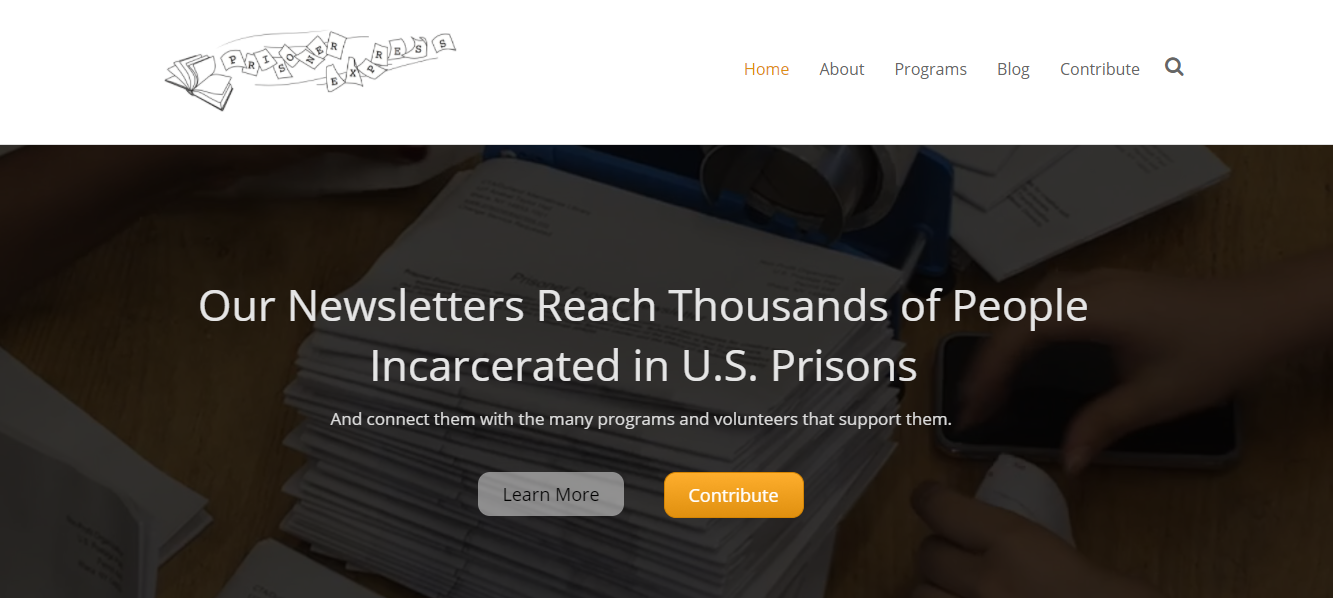 PRISONER EXPRESS
Home About Programs Blog Contribute
Our Newsletters Reach Thousands of People
Incarcerated in U.S. Prisons
And connect them with the many programs and volunteers that support them.
Learn More Contribute